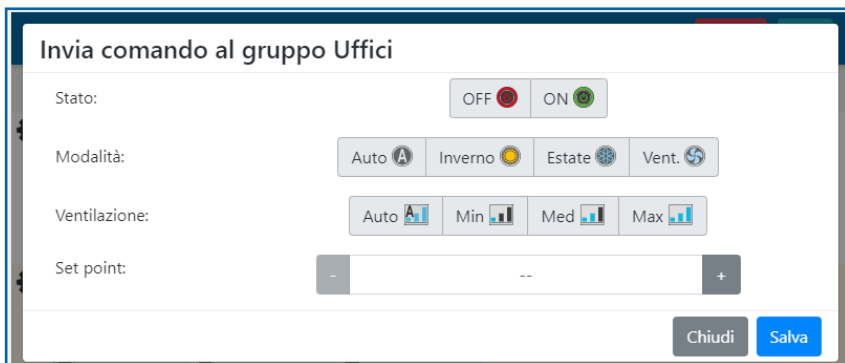 Invia comando al gruppo Uffici
Stato: OFF ON
Modalità: Auto A Inverno Estate Vent.
Ventilazione: Auto A Min Med Max
Set point: - -- +
Chiudi Salva